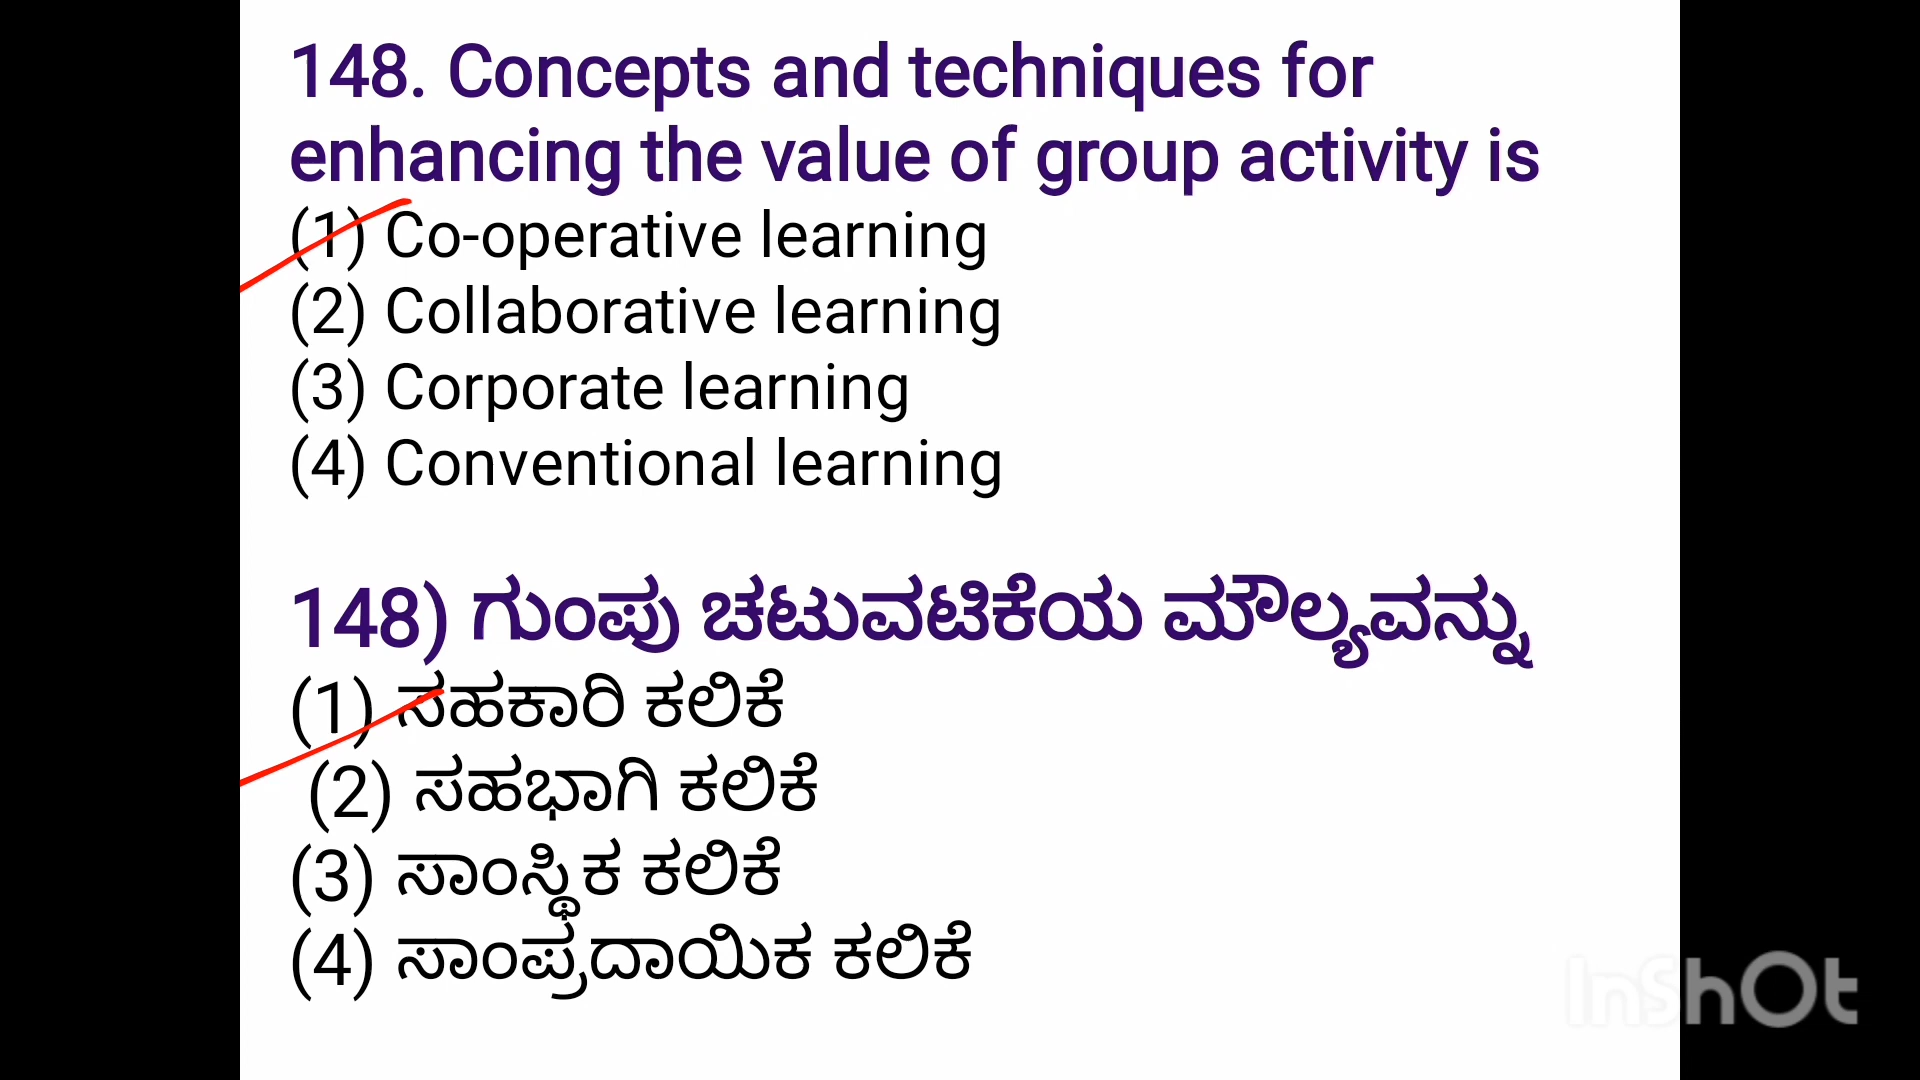 148. Concepts and techniques for
enhancing the value of group activity is
(1) Co-operative learning
(2) Collaborative learning
(3) Corporate learning
(4) Conventional learning
148) ಗುಂಪು ಚಟುವಟಿಕೆಯ ಮೌಲ್ಯವನ್ನು
(1) ಸಹಕಾರಿ ಕಲಿಕೆ
(2) ಸಹಭಾಗಿ ಕಲಿಕೆ
(3) ಸಾಂಸ್ಥಿಕ ಕಲಿಕೆ
(4) ಸಾಂಪ್ರದಾಯಿಕ ಕಲಿಕೆ
InShOt